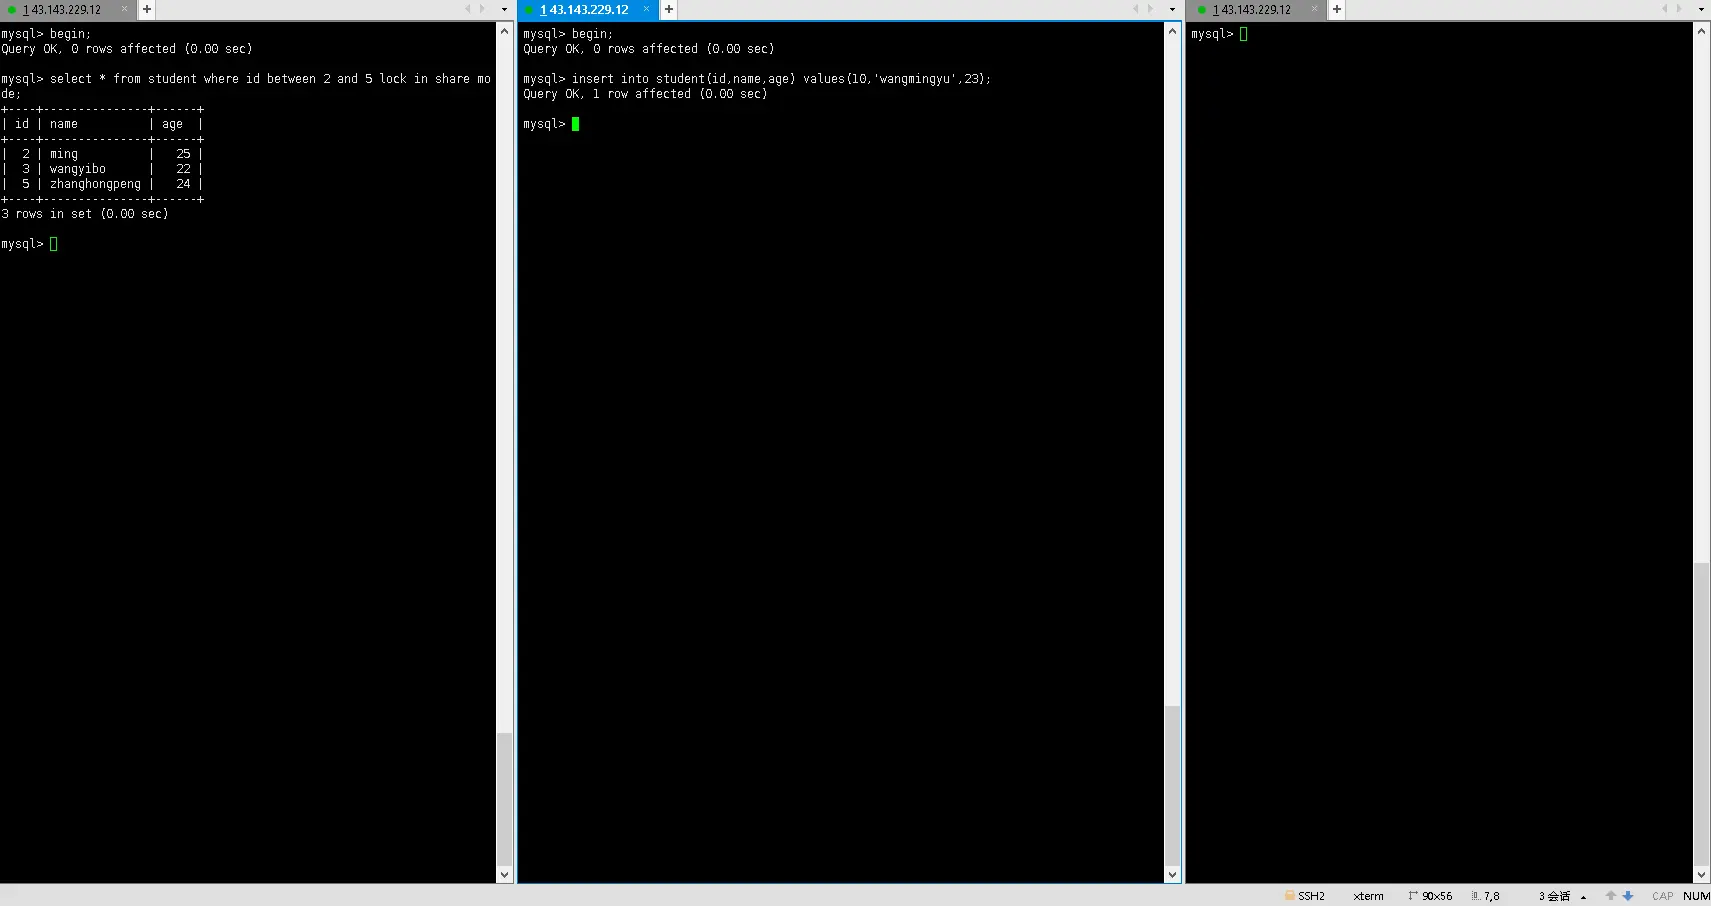 1 43.143.229.12 × +
mysql> begin;
Query OK, 0 rows affected (0.00 sec)
mysql> select * from student where id between 2 and 5 lock in share mo
de;
+----+---------------+------+
| id | name          | age  |
+----+---------------+------+
|  2 | ming          |   25 |
|  3 | wangyibo      |   22 |
|  5 | zhanghongpeng |   24 |
+----+---------------+------+
3 rows in set (0.00 sec)
mysql>
1 43.143.229.12 × +
mysql> begin;
Query OK, 0 rows affected (0.00 sec)
mysql> insert into student(id,name,age) values(10,'wangmingyu',23);
Query OK, 1 row affected (0.00 sec)
mysql>
1 43.143.229.12 × +
mysql>
SSH2 xterm 90x56 7,8 3 会话 CAP NUM